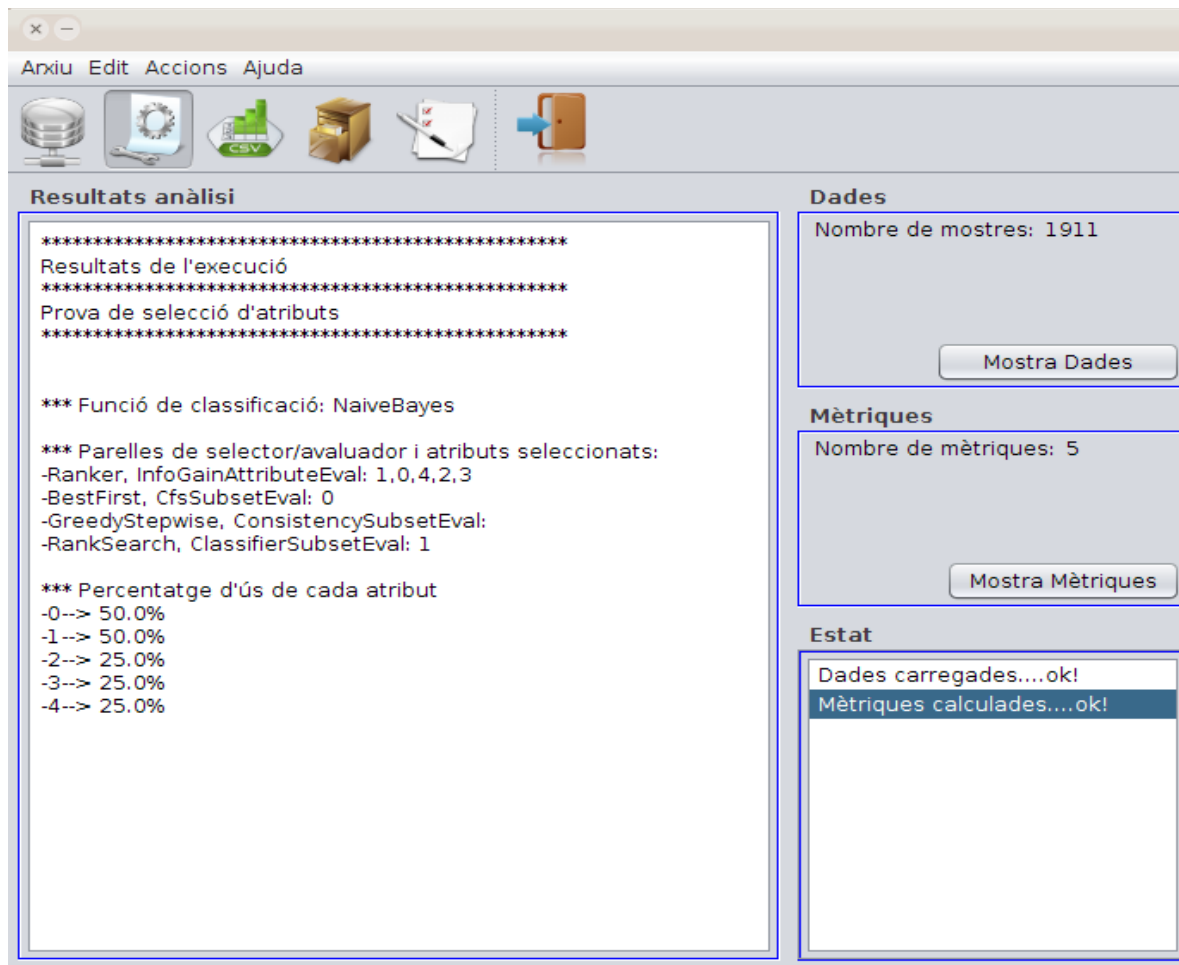 Arxiu Edit Accions Ajuda
CSV
Resultats anàlisi
***************************************************
Resultats de l'execució
***************************************************
Prova de selecció d'atributs
***************************************************
*** Funció de classificació: NaiveBayes
*** Parelles de selector/avaluador i atributs seleccionats:
-Ranker, InfoGainAttributeEval: 1,0,4,2,3
-BestFirst, CfsSubsetEval: 0
-GreedyStepwise, ConsistencySubsetEval:
-RankSearch, ClassifierSubsetEval: 1
*** Percentatge d'ús de cada atribut
-0--> 50.0%
-1--> 50.0%
-2--> 25.0%
-3--> 25.0%
-4--> 25.0%
Dades
Nombre de mostres: 1911
Mostra Dades
Mètriques
Nombre de mètriques: 5
Mostra Mètriques
Estat
Dades carregades....ok!
Mètriques calculades....ok!